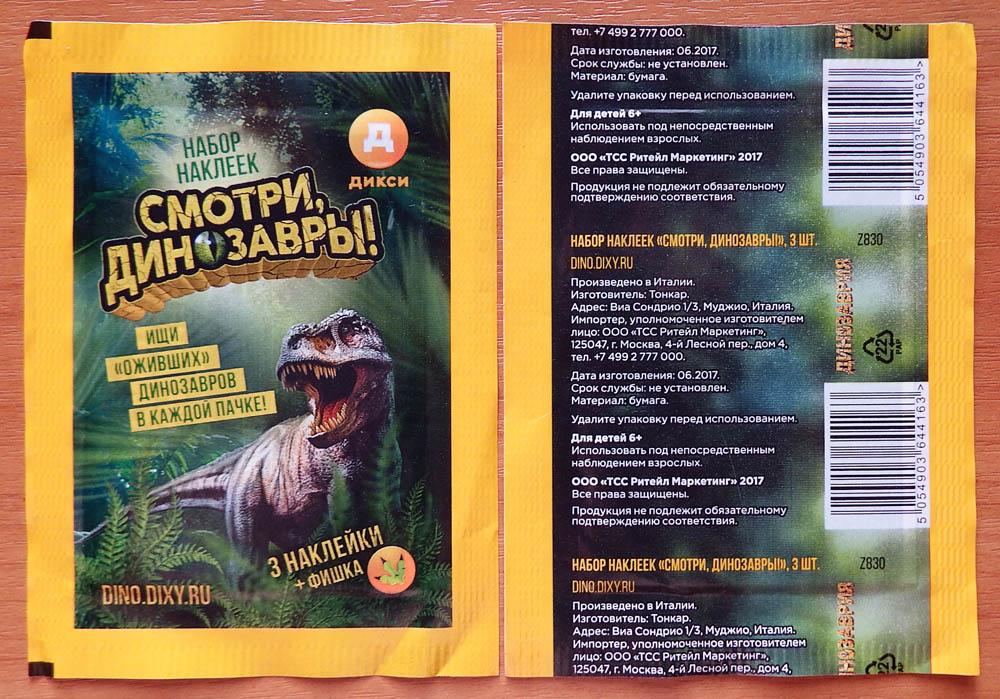 НАБОР
НАКЛЕЕК
СМОТРИ,
ДИНОЗАВРЫ!
Д
ДИКСИ
ИЩИ
«ОЖИВШИХ»
ДИНОЗАВРОВ
В КАЖДОЙ ПАЧКЕ!
3 НАКЛЕЙКИ
+ ФИШКА
DINO.DIXY.RU
тел. +7 499 2 777 000.
Дата изготовления: 06.2017.
Срок службы: не установлен.
Материал: бумага.
Удалите упаковку перед использованием.
Для детей 6+
Использовать под непосредственным
наблюдением взрослых.
ООО «ТСС Ритейл Маркетинг» 2017
Все права защищены.
Продукция не подлежит обязательному
подтверждению соответствия.
5 054903 644163 >
НАБОР НАКЛЕЕК «СМОТРИ, ДИНОЗАВРЫ!», 3 ШТ.
Z830
DINO.DIXY.RU
Произведено в Италии.
Изготовитель: Тонкар.
Адрес: Виа Сондрио 1/3, Муджио, Италия.
Импортер, уполномоченное изготовителем
лицо: ООО «ТСС Ритейл Маркетинг»,
125047, г. Москва, 4-й Лесной пер., дом 4,
тел. +7 499 2 777 000.
ДИНОЗАВРИЯ
22
PAP
Дата изготовления: 06.2017.
Срок службы: не установлен.
Материал: бумага.
Удалите упаковку перед использованием.
Для детей 6+
Использовать под непосредственным
наблюдением взрослых.
ООО «ТСС Ритейл Маркетинг» 2017
Все права защищены.
Продукция не подлежит обязательному
подтверждению соответствия.
5 054903 644163 >
НАБОР НАКЛЕЕК «СМОТРИ, ДИНОЗАВРЫ!», 3 ШТ.
Z830
DINO.DIXY.RU
Произведено в Италии.
Изготовитель: Тонкар.
Адрес: Виа Сондрио 1/3, Муджио, Италия.
Импортер, уполномоченное изготовителем
лицо: ООО «ТСС Ритейл Маркетинг»,
125047, г. Москва, 4-й Лесной пер., дом 4,
НОЗАВРИЯ